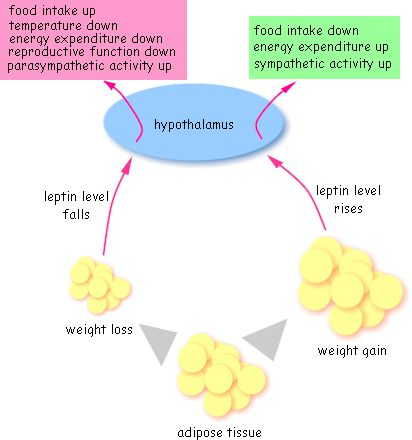 food intake up
temperature down
energy expenditure down
reproductive function down
parasympathetic activity up
food intake down
energy expenditure up
sympathetic activity up
hypothalamus
leptin level
falls
leptin level
rises
weight loss
weight gain
adipose tissue